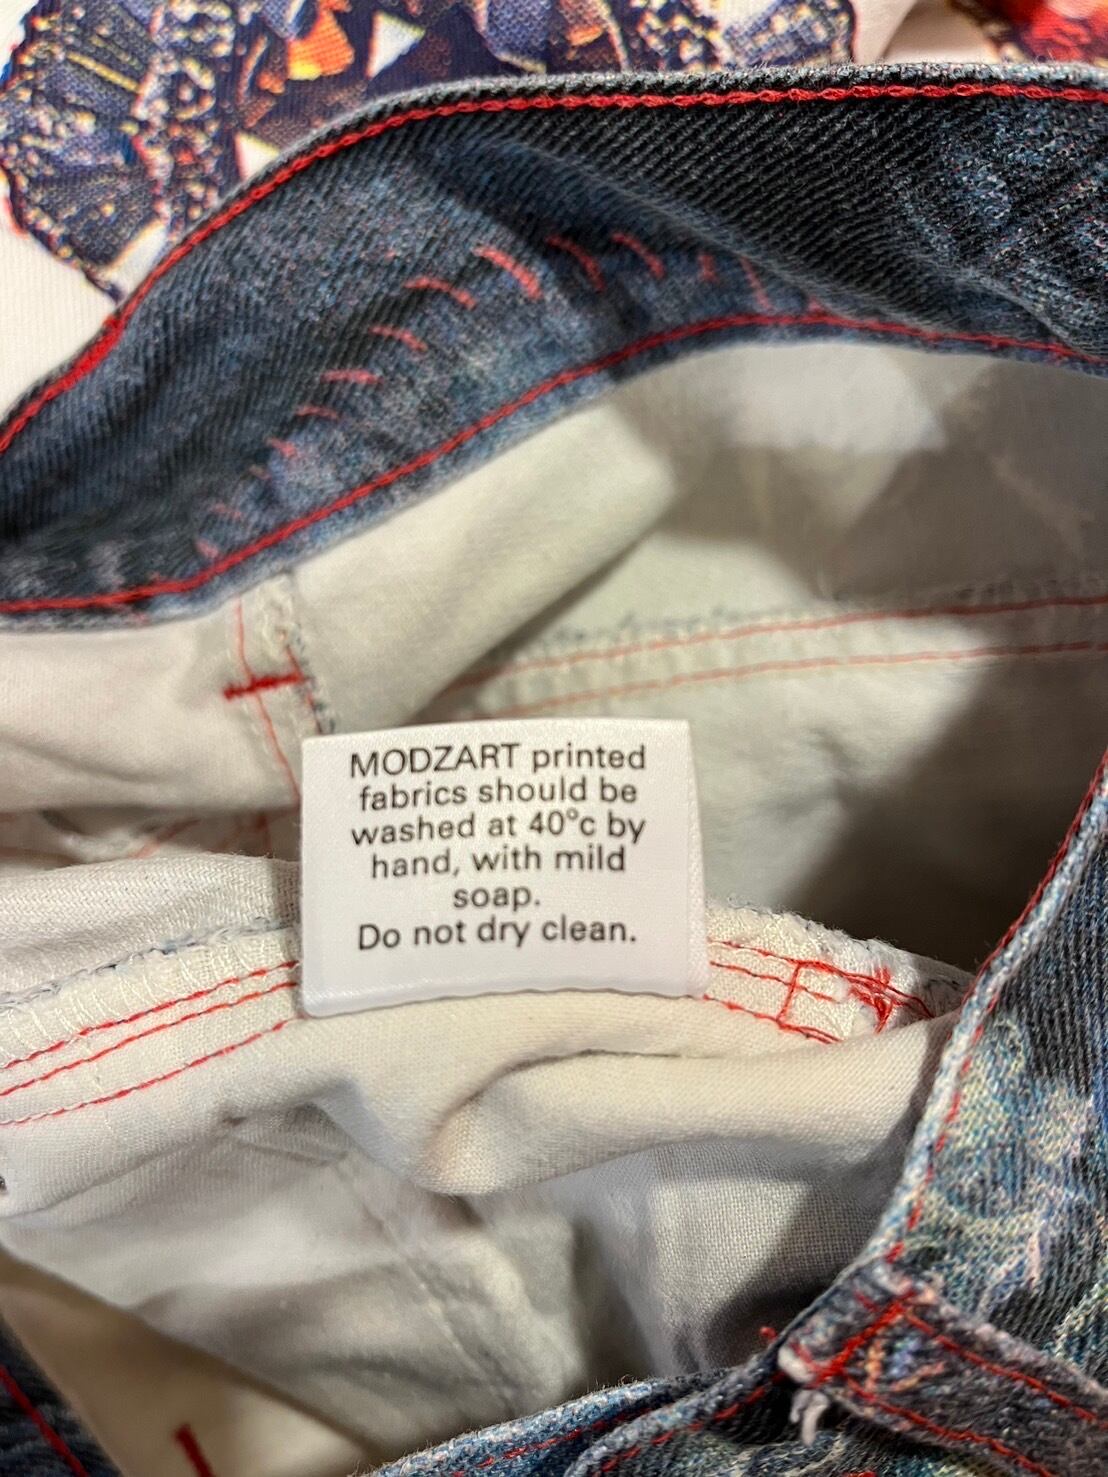 MODZART printed
fabrics should be
washed at 40°c by
hand, with mild
soap.
Do not dry clean.